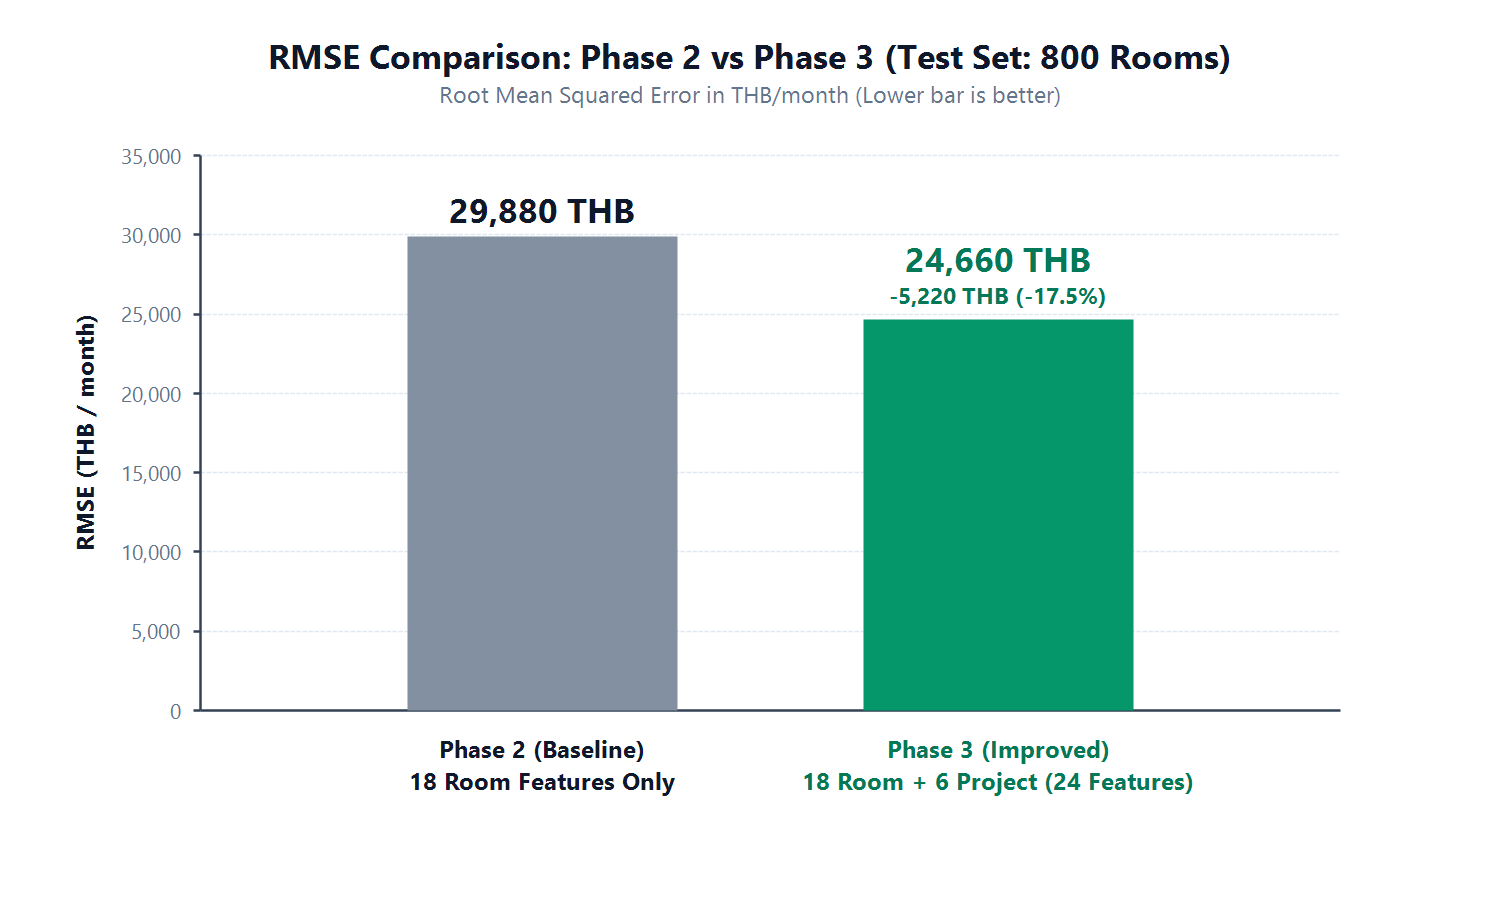 RMSE Comparison: Phase 2 vs Phase 3 (Test Set: 800 Rooms)
Root Mean Squared Error in THB/month (Lower bar is better)
RMSE (THB / month)
35,000
30,000
25,000
20,000
15,000
10,000
5,000
0
29,880 THB
24,660 THB
-5,220 THB (-17.5%)
Phase 2 (Baseline)
18 Room Features Only
Phase 3 (Improved)
18 Room + 6 Project (24 Features)